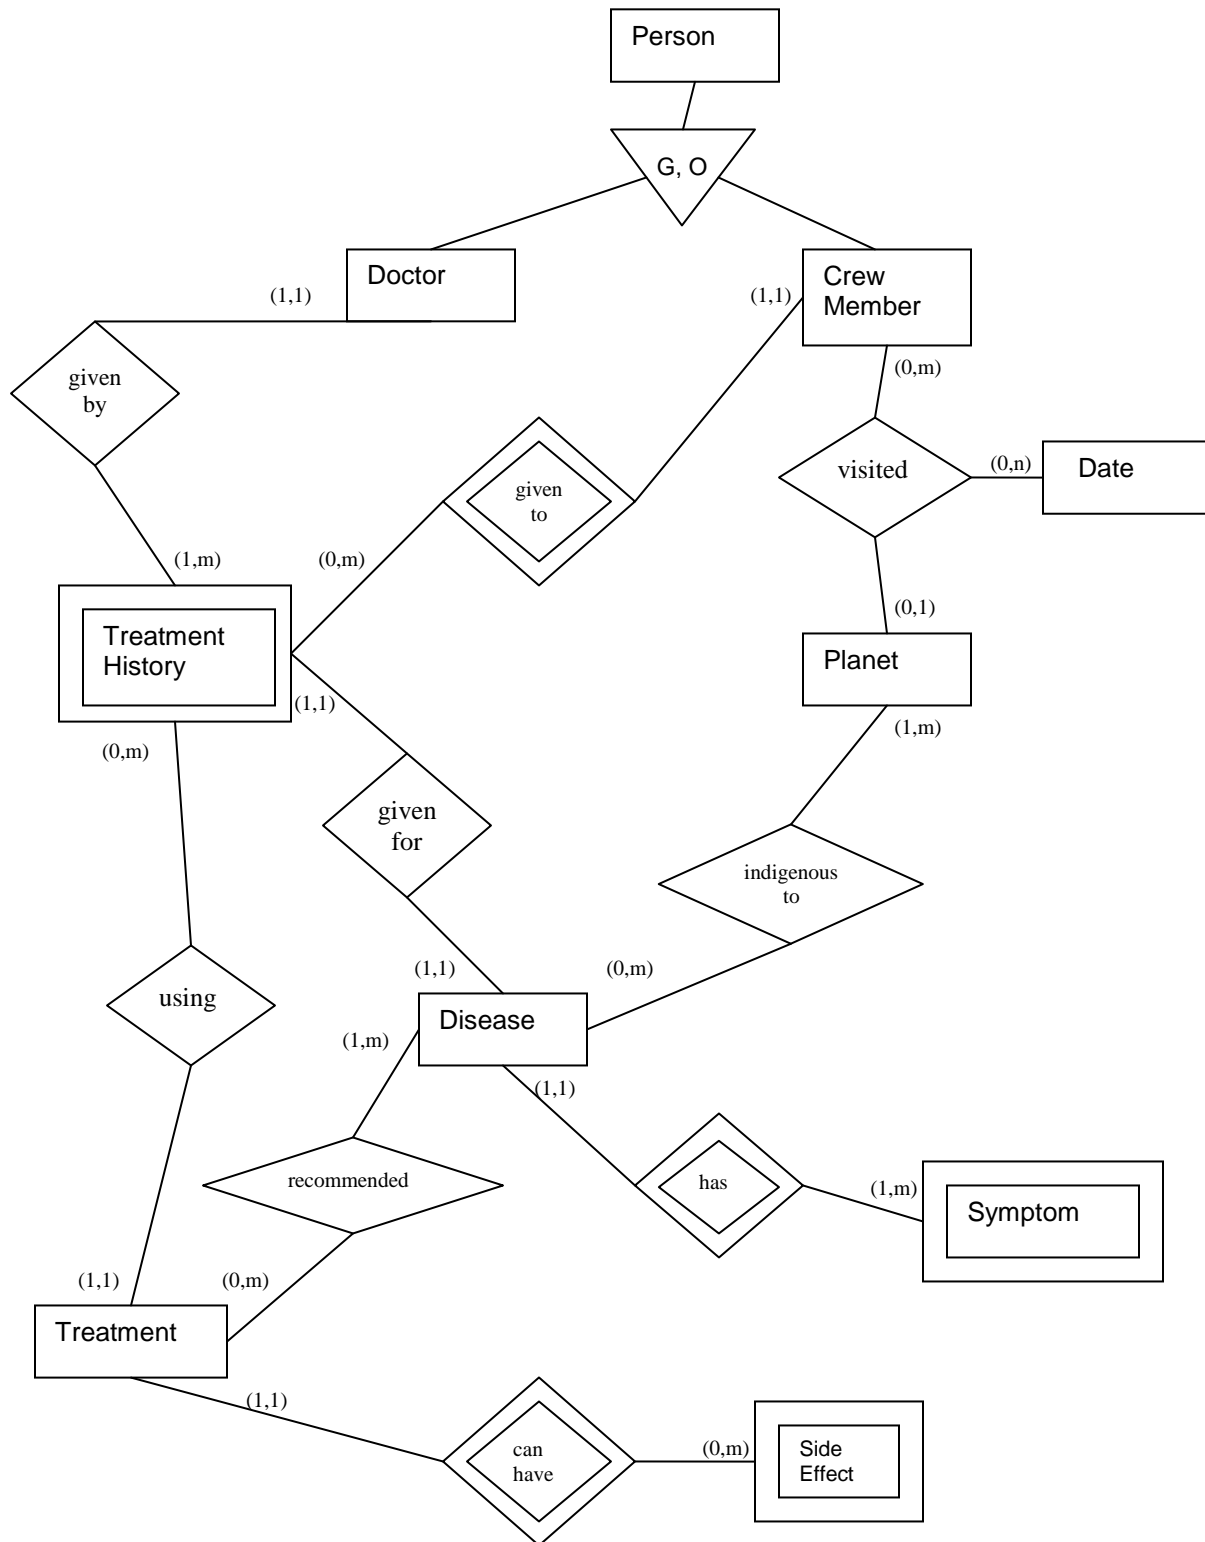 Person
G, O
Doctor
Crew
Member
(1,1)
(1,1)
(0,m)
given
by
visited
(0,n)
Date
given
to
(1,m)
(0,m)
(0,1)
Treatment
History
Planet
(1,1)
(1,m)
(0,m)
given
for
indigenous
to
(1,1)
(0,m)
using
Disease
(1,m)
(1,1)
recommended
has
(1,m)
Symptom
(1,1)
(0,m)
Treatment
(1,1)
can
have
(0,m)
Side
Effect